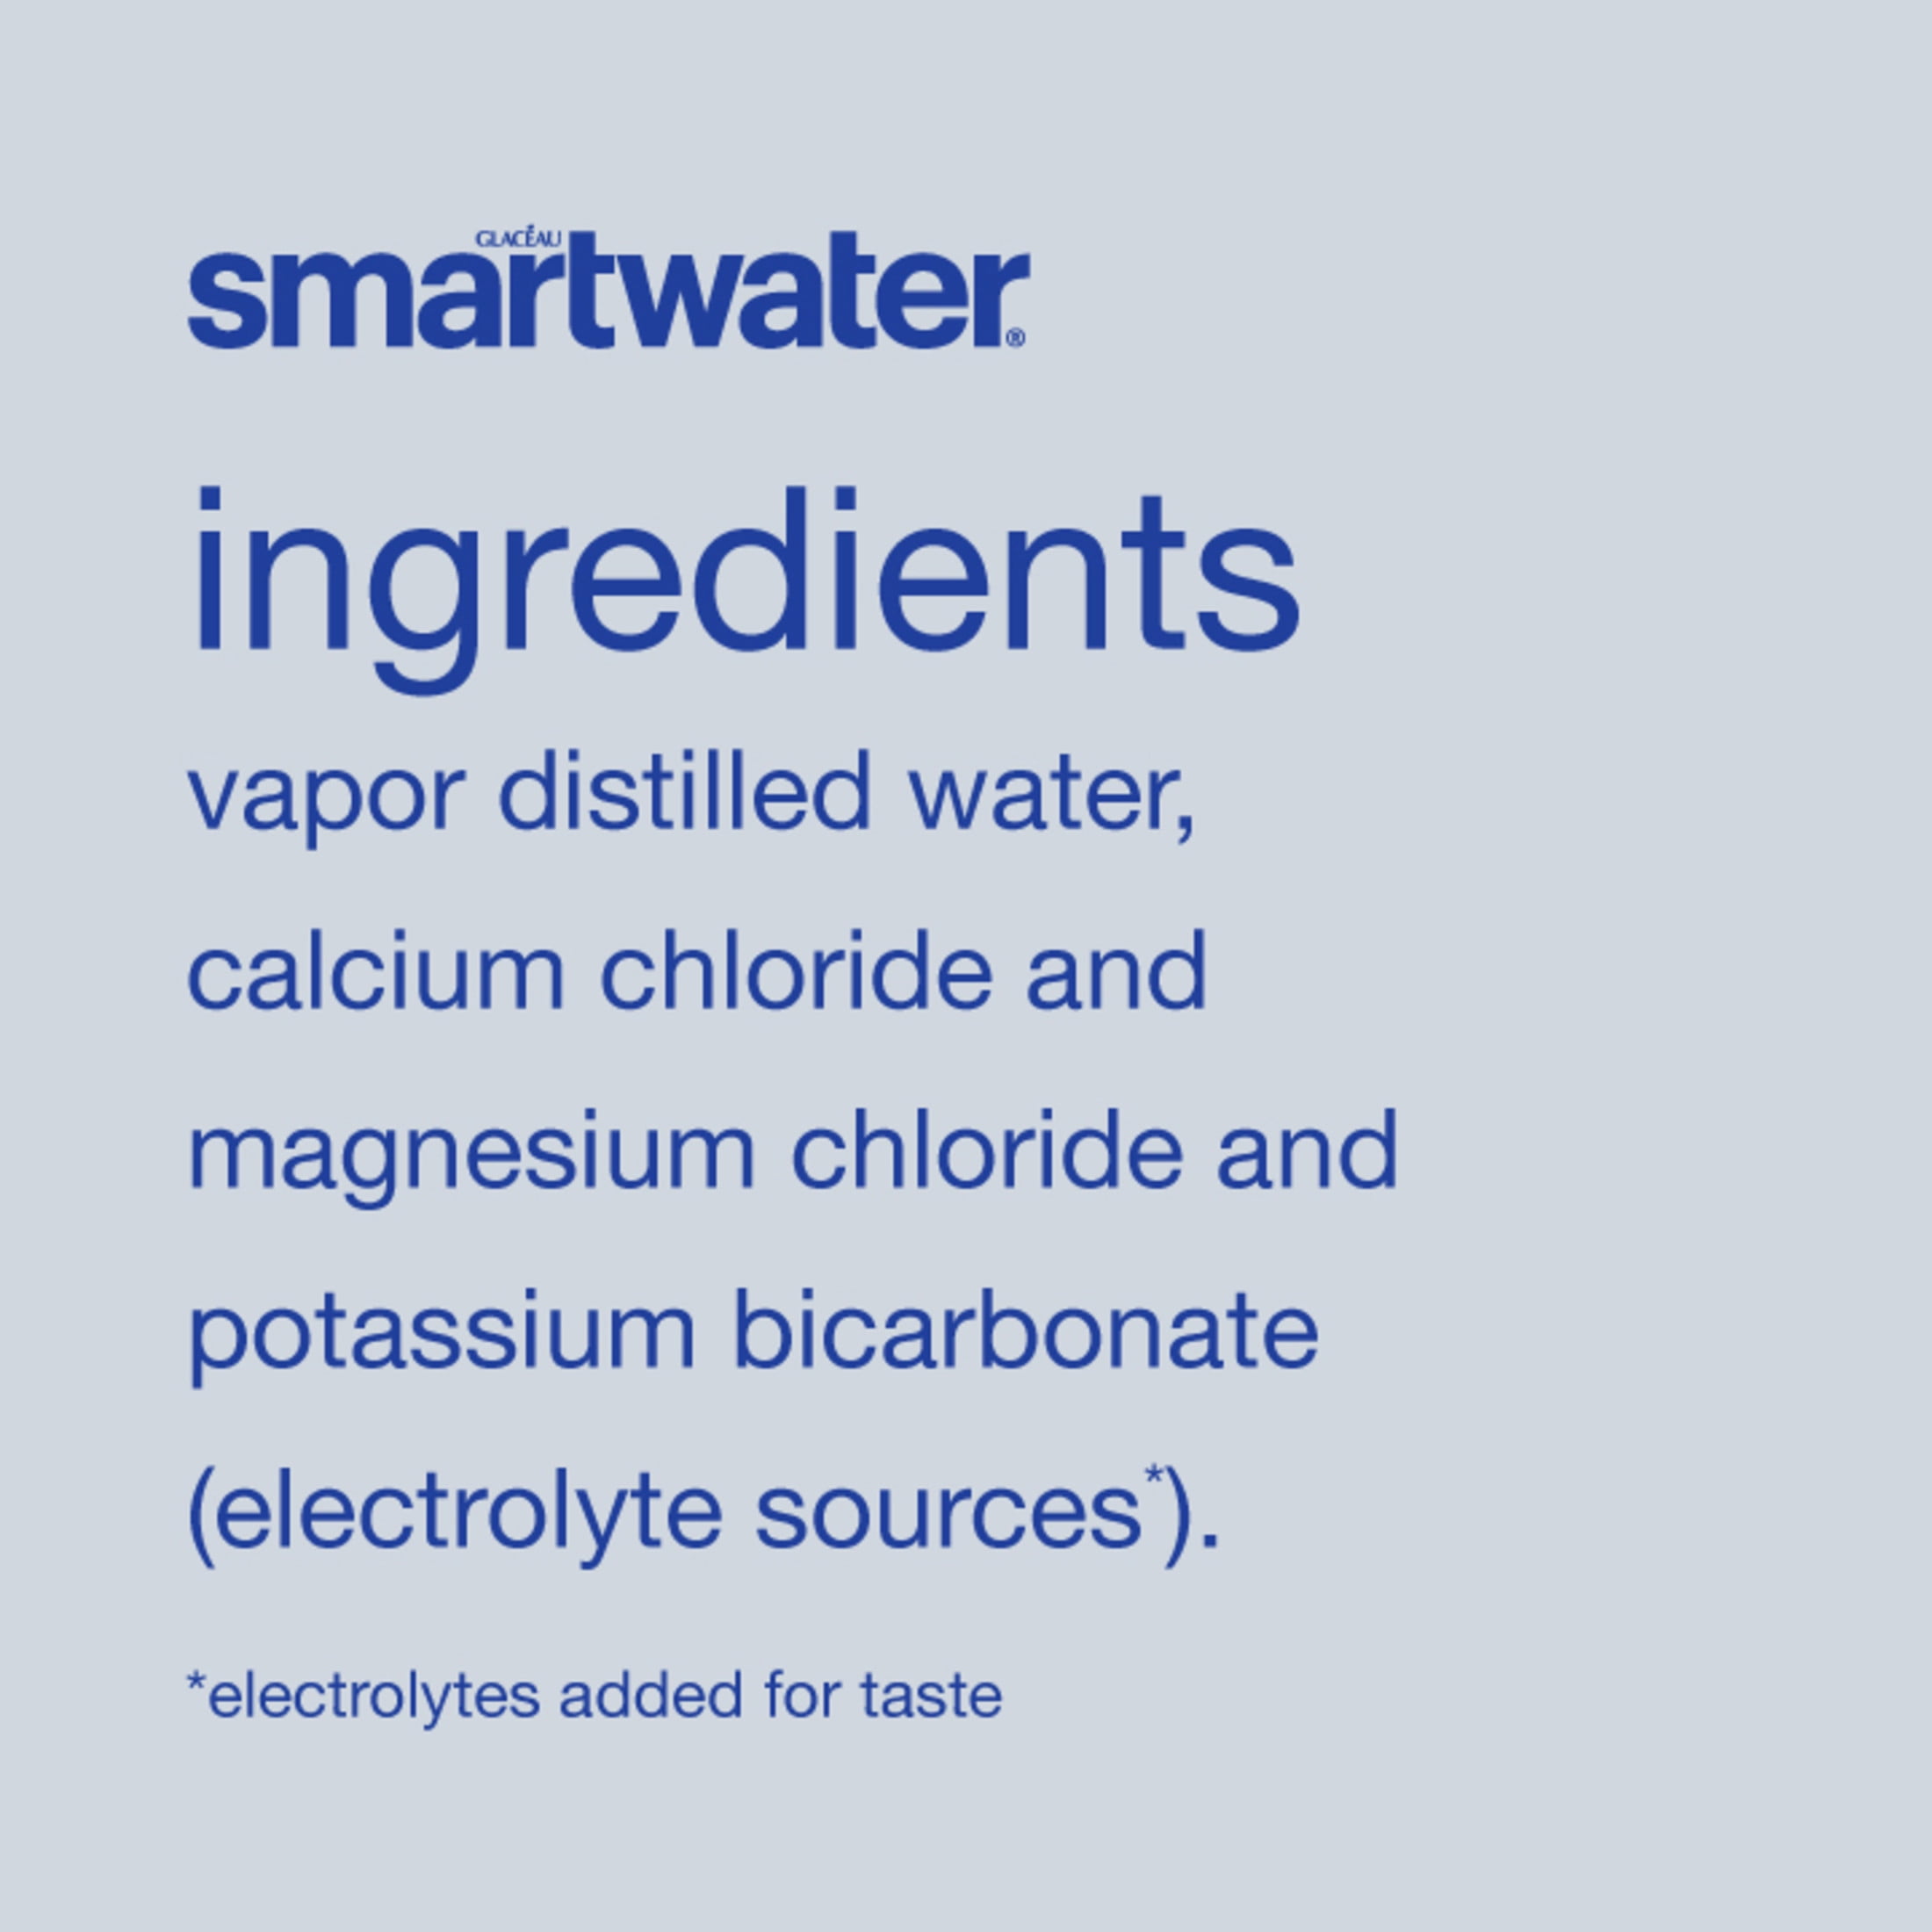 GLACÉAU
smartwater®
ingredients
vapor distilled water,
calcium chloride and
magnesium chloride and
potassium bicarbonate
(electrolyte sources*).
*electrolytes added for taste